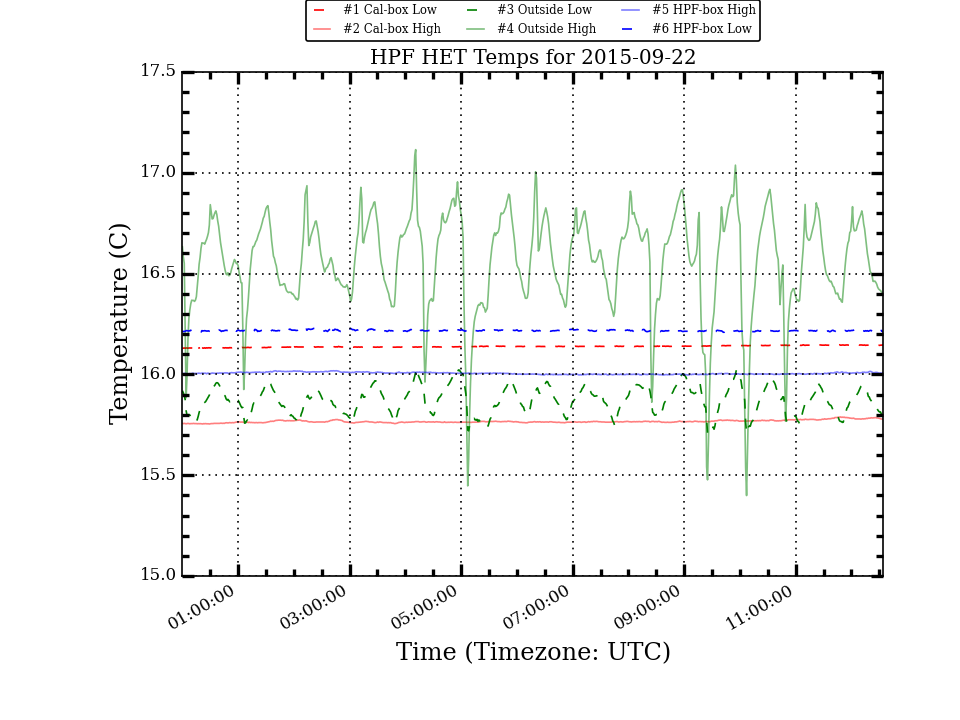 #1 Cal-box Low #3 Outside Low #5 HPF-box High
#2 Cal-box High #4 Outside High #6 HPF-box Low
HPF HET Temps for 2015-09-22
17.5
17.0
16.5
16.0
15.5
15.0
Temperature (C)
01:00:00 03:00:00 05:00:00 07:00:00 09:00:00 11:00:00
Time (Timezone: UTC)